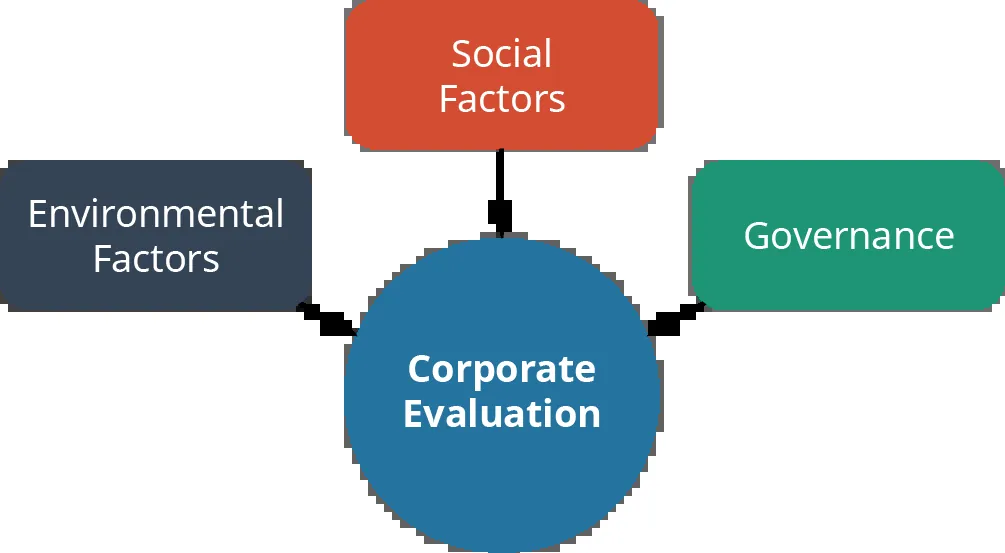 Social
Factors
Environmental
Factors
Governance
Corporate
Evaluation